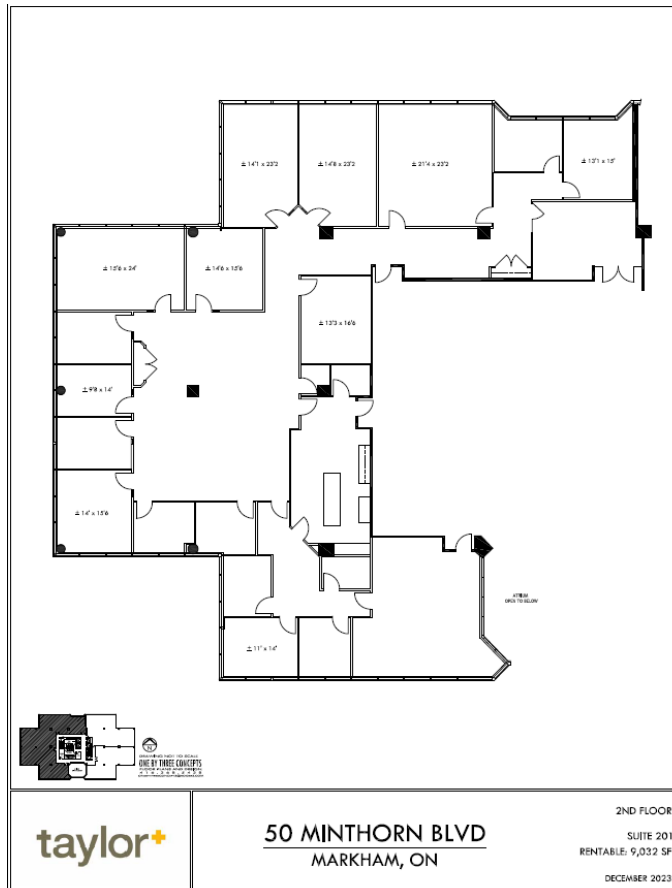 ± 14'1 x 23'2
± 14'8 x 23'2
± 21'4 x 23'2
± 13'1 x 15'
± 15'6 x 24'
± 14'6 x 15'6
± 13'3 x 16'6
± 9'8 x 14'
± 14' x 15'6
ATRIUM
OPEN TO BELOW
± 11' x 14'
N
ONE BY THREE CONCEPTS
taylor+
50 MINTHORN BLVD
MARKHAM, ON
2ND FLOOR
SUITE 201
RENTABLE: 9,032 SF
DECEMBER 2023